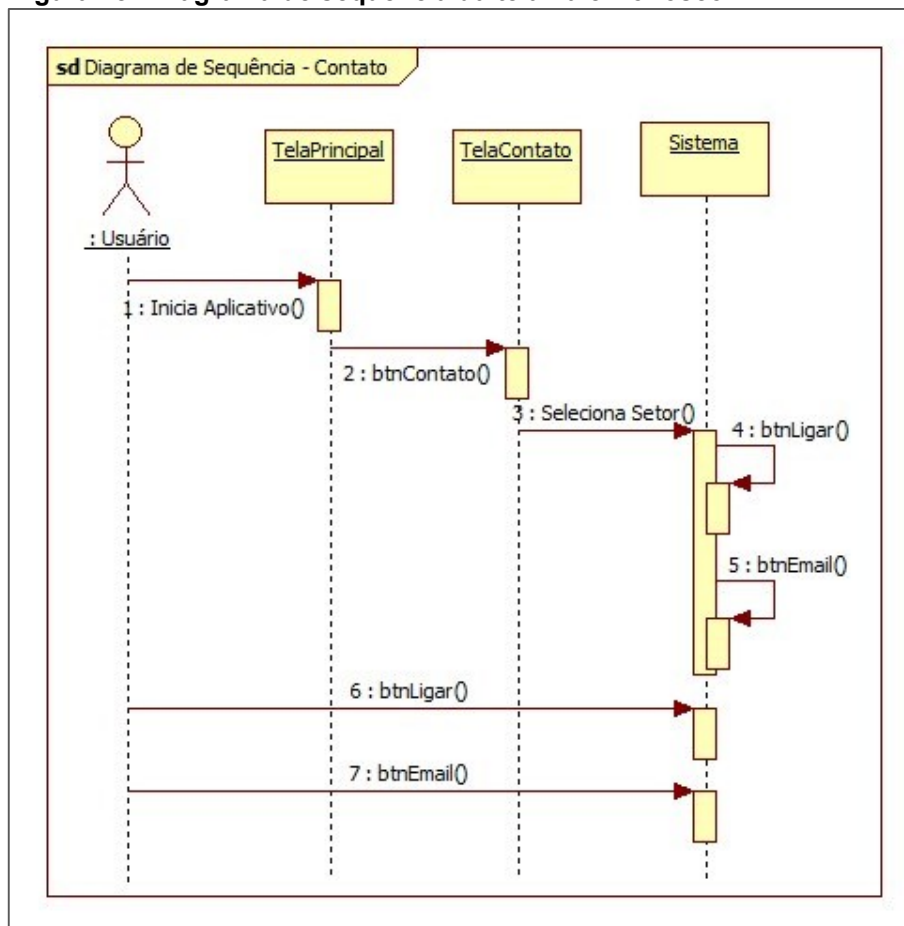 sd Diagrama de Sequência - Contato
TelaPrincipal
TelaContato
Sistema
: Usuário
1 : Inicia Aplicativo()
2 : btnContato()
3 : Seleciona Setor()
4 : btnLigar()
5 : btnEmail()
6 : btnLigar()
7 : btnEmail()